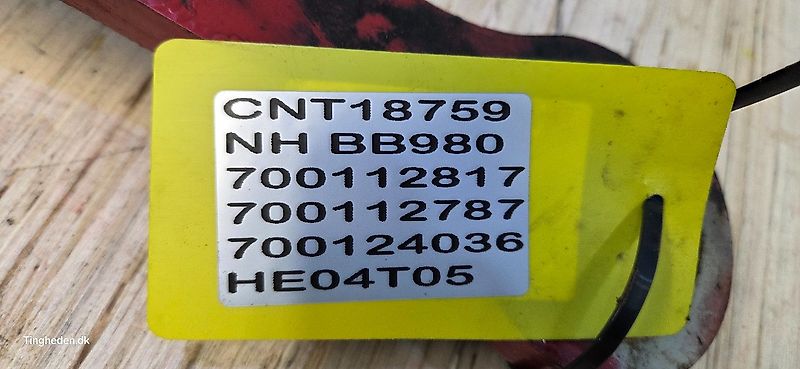 CNT18759
NH BB980
700112817
700112787
700124036
HE04T05
Tingheden.dk